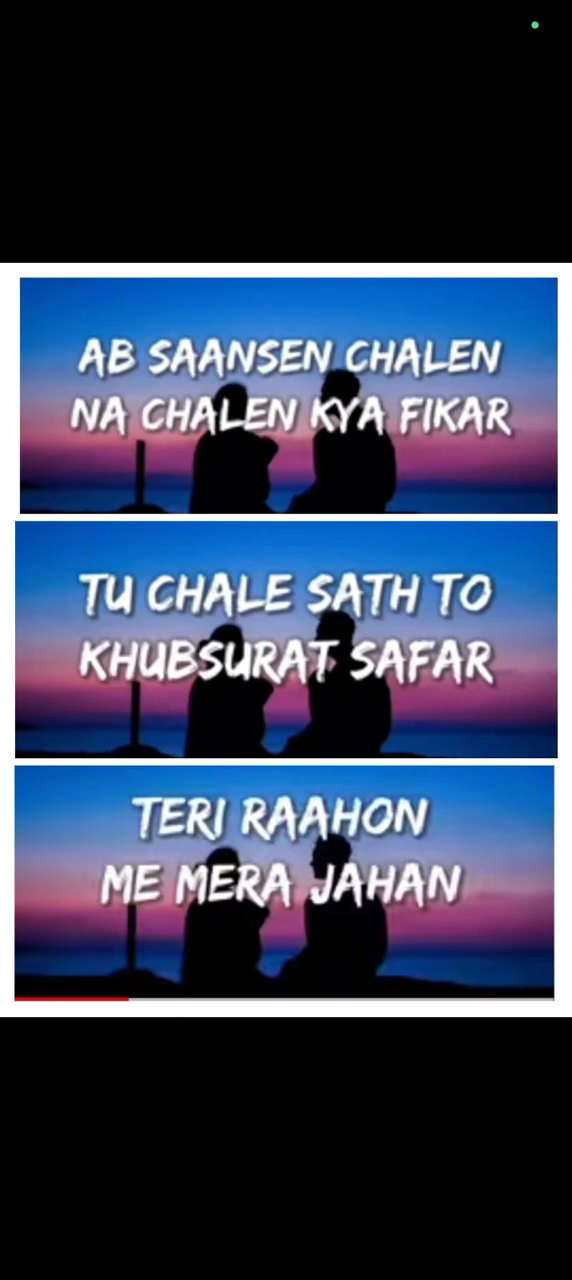 AB SAANSEN CHALEN
NA CHALEN KYA FIKAR
TU CHALE SATH TO
KHUBSURAT SAFAR
TERI RAAHON
ME MERA JAHAN